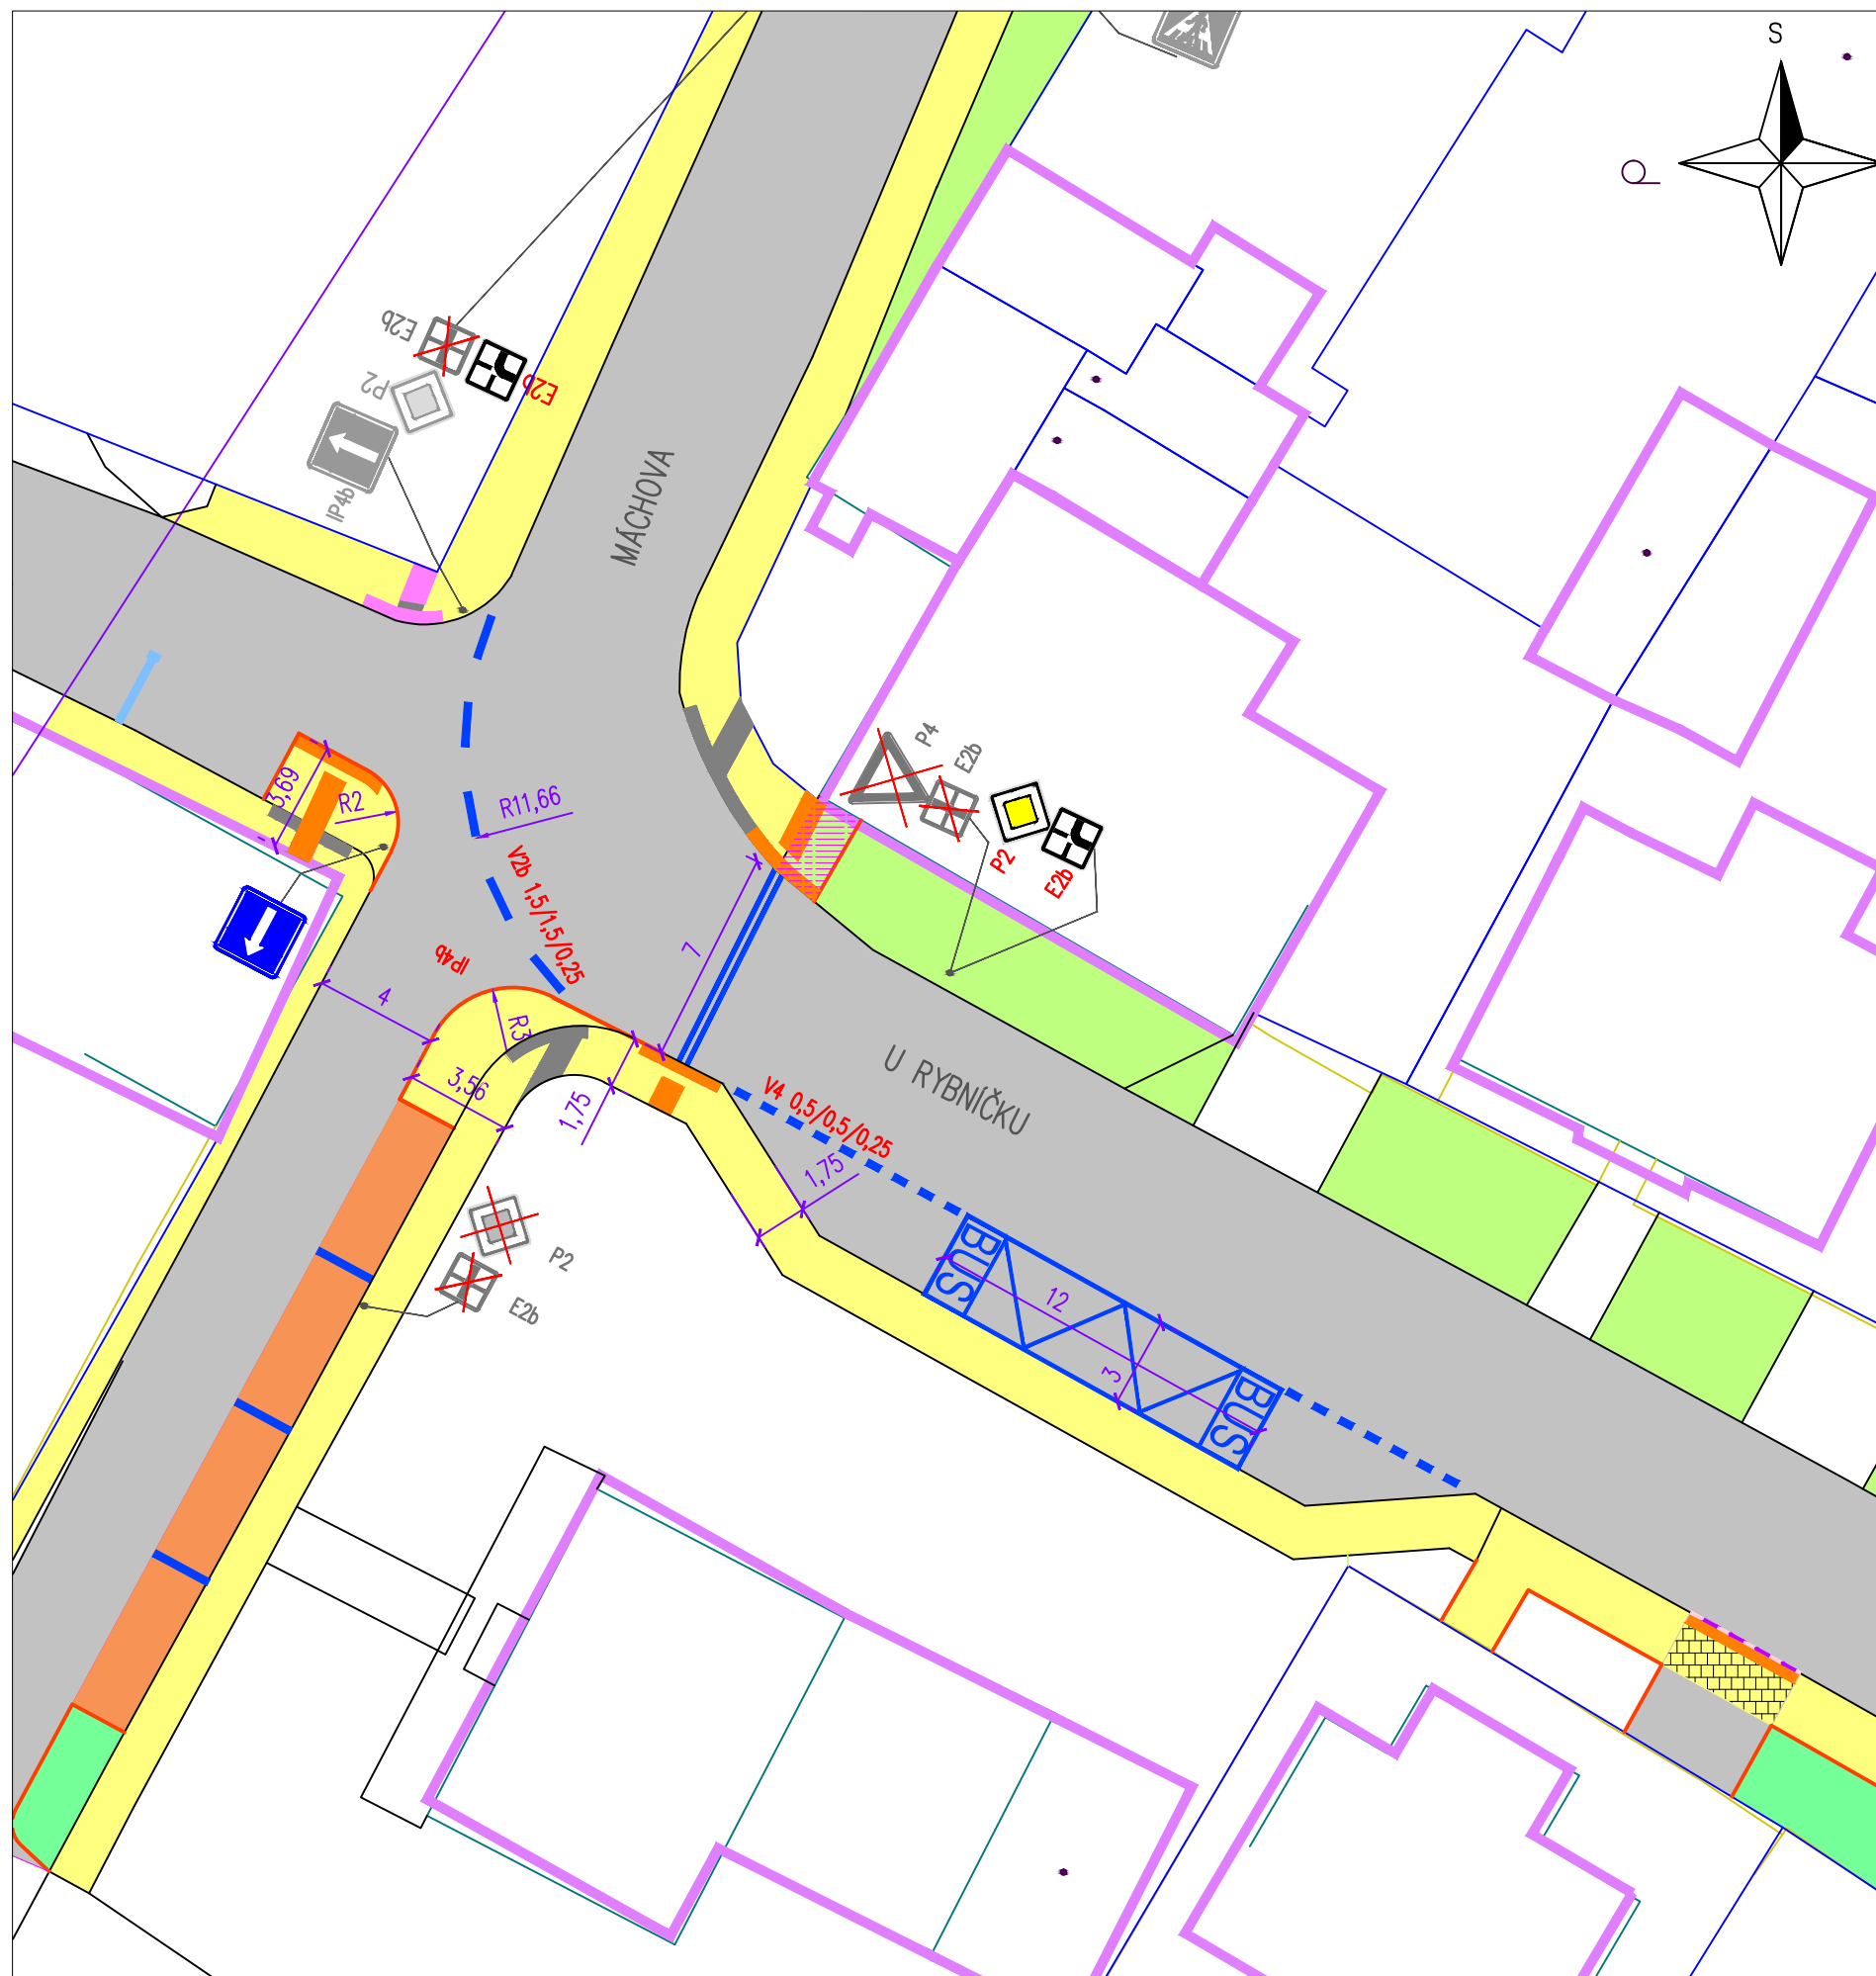 S
E2b
E2b
P2
IP4b
MÁCHOVA
3,69
R2
R11,66
V2b 1,5/1,5/0,25
P4
E2b
P2
E2b
IP4b
4
7
R3
3,56
1,75
U RYBNÍČKU
V4 0,5/0,5/0,25
1,75
P2
E2b
BUS
12
3
BUS